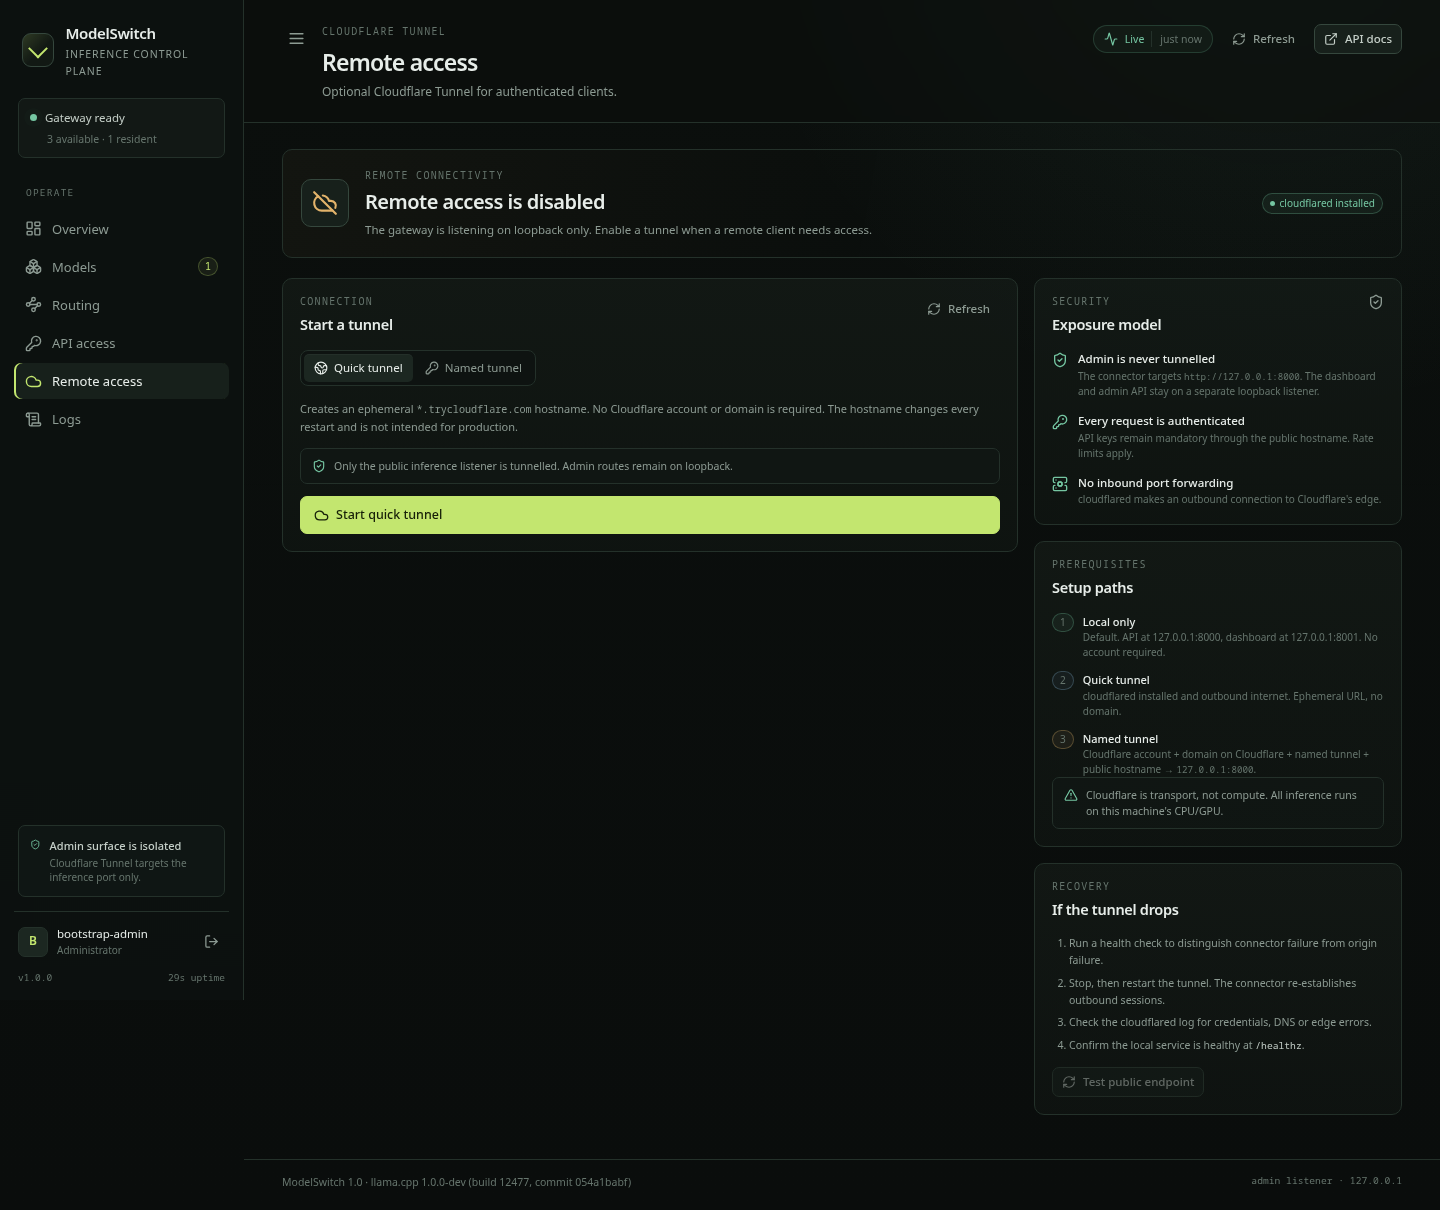 ModelSwitch
INFERENCE CONTROL
PLANE
Gateway ready
3 available · 1 resident
OPERATE
Overview
Models
1
Routing
API access
Remote access
Logs
Admin surface is isolated
Cloudflare Tunnel targets the
inference port only.
B
bootstrap-admin
Administrator
v1.0.0
29s uptime
CLOUDFLARE TUNNEL
Remote access
Optional Cloudflare Tunnel for authenticated clients.
Live
just now
Refresh
API docs
REMOTE CONNECTIVITY
Remote access is disabled
The gateway is listening on loopback only. Enable a tunnel when a remote client needs access.
cloudflared installed
CONNECTION
Start a tunnel
Refresh
Quick tunnel
Named tunnel
Creates an ephemeral *.trycloudflare.com hostname. No Cloudflare account or domain is required. The hostname changes every
restart and is not intended for production.
Only the public inference listener is tunnelled. Admin routes remain on loopback.
Start quick tunnel
SECURITY
Exposure model
Admin is never tunnelled
The connector targets http://127.0.0.1:8000. The dashboard
and admin API stay on a separate loopback listener.
Every request is authenticated
API keys remain mandatory through the public hostname. Rate
limits apply.
No inbound port forwarding
cloudflared makes an outbound connection to Cloudflare's edge.
PREREQUISITES
Setup paths
1
Local only
Default. API at 127.0.0.1:8000, dashboard at 127.0.0.1:8001. No
account required.
2
Quick tunnel
cloudflared installed and outbound internet. Ephemeral URL, no
domain.
3
Named tunnel
Cloudflare account + domain on Cloudflare + named tunnel +
public hostname → 127.0.0.1:8000.
Cloudflare is transport, not compute. All inference runs
on this machine's CPU/GPU.
RECOVERY
If the tunnel drops
1. Run a health check to distinguish connector failure from origin
failure.
2. Stop, then restart the tunnel. The connector re-establishes
outbound sessions.
3. Check the cloudflared log for credentials, DNS or edge errors.
4. Confirm the local service is healthy at /healthz.
Test public endpoint
ModelSwitch 1.0 · llama.cpp 1.0.0-dev (build 12477, commit 054a1babf)
admin listener · 127.0.0.1